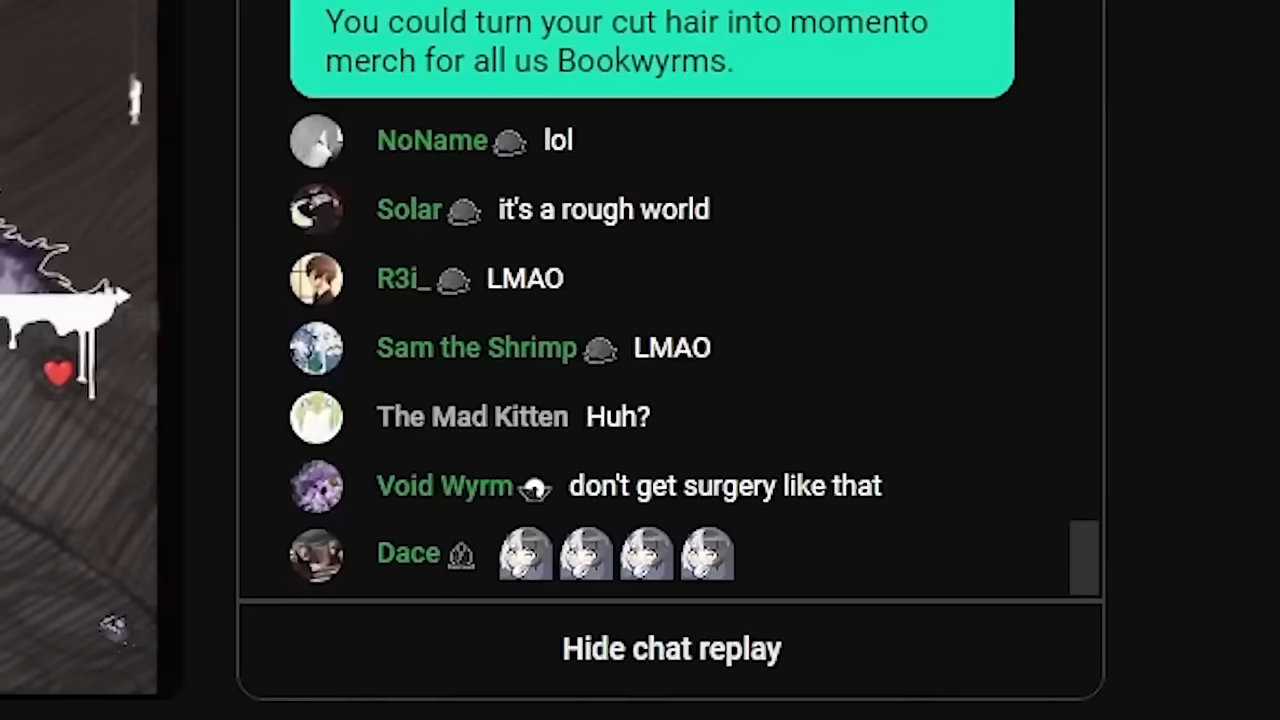 You could turn your cut hair into momento
merch for all us Bookwyrms.
NoName lol
Solar it's a rough world
R3i_ LMAO
Sam the Shrimp LMAO
The Mad Kitten Huh?
Void Wyrm don't get surgery like that
Dace
Hide chat replay